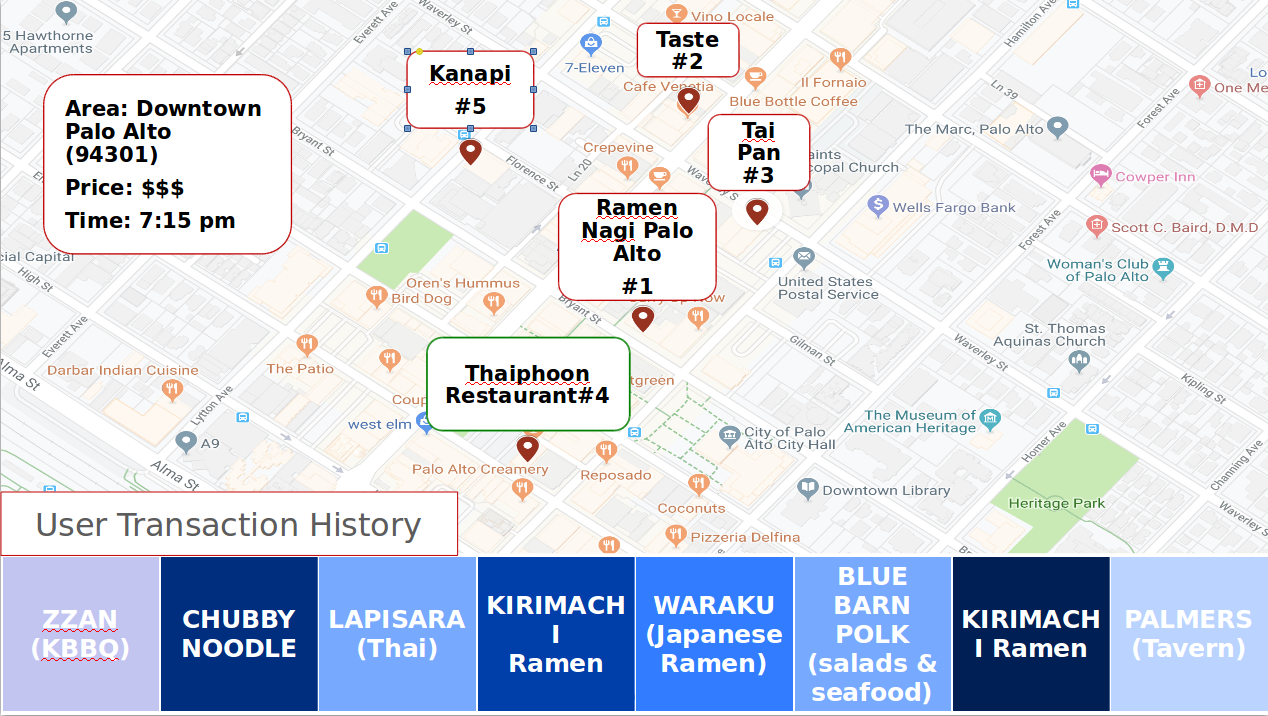 5 Hawthorne
Apartments
Everett Ave
Waverley St
Vino Locale
Hamilton Ave
7-Eleven
Kanapi
#5
Taste
#2
Cafe Venetia
Il Fornaio
Blue Bottle Coffee
Ln 39
Forest Ave
One Me
Area: Downtown
Palo Alto
(94301)
Price: $$$
Time: 7:15 pm
Bryant St
Crepevine
Florence St
Ln 20
Tai
Pan
#3
The Marc, Palo Alto
aints
copal Church
Cowper Inn
Wells Fargo Bank
Forest Ave
Scott C. Baird, D.M.D
Ramen
Nagi Palo
Alto
#1
cial Capital
High St
Woman's Club
of Palo Alto
United States
Postal Service
Oren's Hummus
Bird Dog
Bryant St
Everett Ave
St. Thomas
Aquinas Church
Gilman St
Waverley St
The Patio
Alma St
Darbar Indian Cuisine
Thaiphoon
Restaurant#4
tgreen
Kipling St
Lytton Ave
Coup
west elm
The Museum of
American Heritage
City of Palo
Alto City Hall
A9
Homer Ave
Channing Ave
Alma St
Palo Alto Creamery
Reposado
Downtown Library
Coconuts
Heritage Park
Waverley St
Pizzeria Delfina
User Transaction History
ZZAN
(KBBQ)
CHUBBY
NOODLE
LAPISARA
(Thai)
KIRIMACH
I
Ramen
WARAKU
(Japanese
Ramen)
BLUE
BARN
POLK
(salads &
seafood)
KIRIMACH
I Ramen
PALMERS
(Tavern)